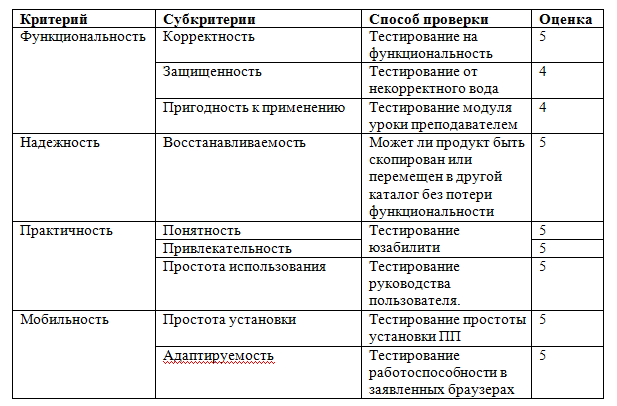 Критерий Субкритерии Способ проверки Оценка
Функциональность Корректность Тестирование на 5
функциональность
Защищенность Тестирование от 4
некорректного вода
Пригодность к применению Тестирование модуля 4
уроки преподавателем
Надежность Восстанавливаемость Может ли продукт быть 5
скопирован или
перемещен в другой
каталог без потери
функциональности
Практичность Понятность Тестирование 5
Привлекательность юзабилити 5
Простота использования Тестирование 5
руководства
пользователя.
Мобильность Простота установки Тестирование простоты 5
установки ПП
Адаптируемость Тестирование 5
работоспособности в
заявленных браузерах